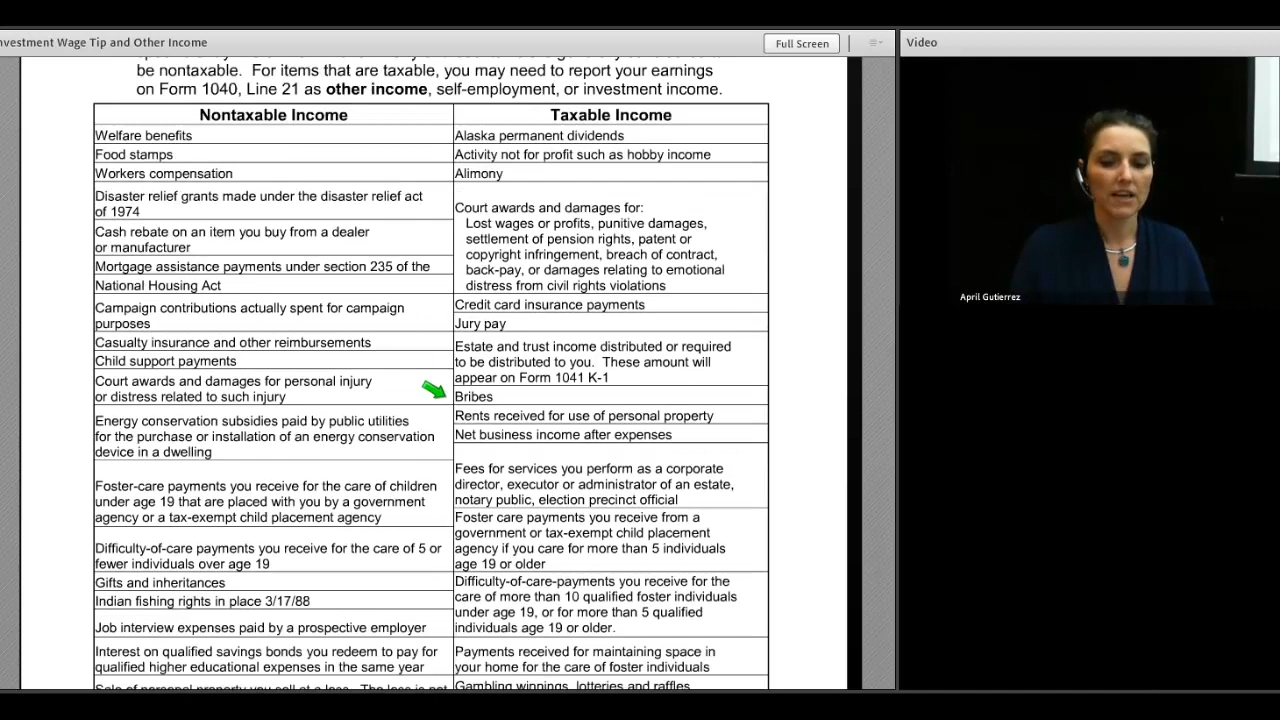 nvestment Wage Tip and Other Income
Full Screen
Video
be nontaxable. For items that are taxable, you may need to report your earnings
on Form 1040, Line 21 as other income, self-employment, or investment income.
Nontaxable Income
Welfare benefits
Food stamps
Workers compensation
Disaster relief grants made under the disaster relief act
of 1974
Cash rebate on an item you buy from a dealer
or manufacturer
Mortgage assistance payments under section 235 of the
National Housing Act
Campaign contributions actually spent for campaign
purposes
Casualty insurance and other reimbursements
Child support payments
Court awards and damages for personal injury
or distress related to such injury
Energy conservation subsidies paid by public utilities
for the purchase or installation of an energy conservation
device in a dwelling
Foster-care payments you receive for the care of children
under age 19 that are placed with you by a government
agency or a tax-exempt child placement agency
Difficulty-of-care payments you receive for the care of 5 or
fewer individuals over age 19
Gifts and inheritances
Indian fishing rights in place 3/17/88
Job interview expenses paid by a prospective employer
Interest on qualified savings bonds you redeem to pay for
qualified higher educational expenses in the same year
Sale of personal property you sell at a loss. The loss is not
Taxable Income
Alaska permanent dividends
Activity not for profit such as hobby income
Alimony
Court awards and damages for:
Lost wages or profits, punitive damages,
settlement of pension rights, patent or
copyright infringement, breach of contract,
back-pay, or damages relating to emotional
distress from civil rights violations
Credit card insurance payments
Jury pay
Estate and trust income distributed or required
to be distributed to you. These amount will
appear on Form 1041 K-1
Bribes
Rents received for use of personal property
Net business income after expenses
Fees for services you perform as a corporate
director, executor or administrator of an estate,
notary public, election precinct official
Foster care payments you receive from a
government or tax-exempt child placement
agency if you care for more than 5 individuals
age 19 or older
Difficulty-of-care-payments you receive for the
care of more than 10 qualified foster individuals
under age 19, or for more than 5 qualified
individuals age 19 or older.
Payments received for maintaining space in
your home for the care of foster individuals
Gambling winnings, lotteries and raffles
April Gutierrez